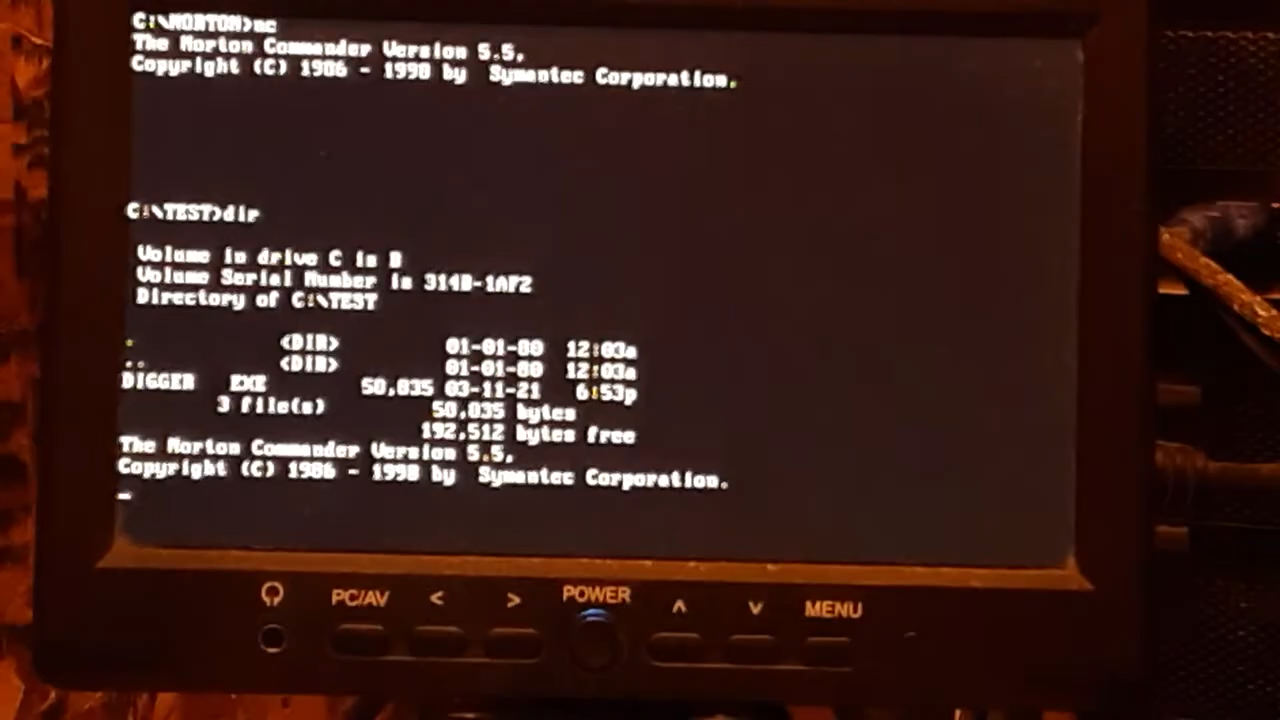 C:\NORTON>nc
The Norton Commander Version 5.5,
Copyright (C) 1986 - 1998 by Symantec Corporation.
C:\TEST>dir
Volume in drive C is B
Volume Serial Number is 314B-1AF2
Directory of C:\TEST
. <DIR> 01-01-80 12:03a
.. <DIR> 01-01-80 12:03a
DIGGER EXE 50,835 03-11-21 6:53p
3 file(s) 50,835 bytes
192,512 bytes free
The Norton Commander Version 5.5,
Copyright (C) 1986 - 1998 by Symantec Corporation.
PC/AV < > POWER ʌ v MENU